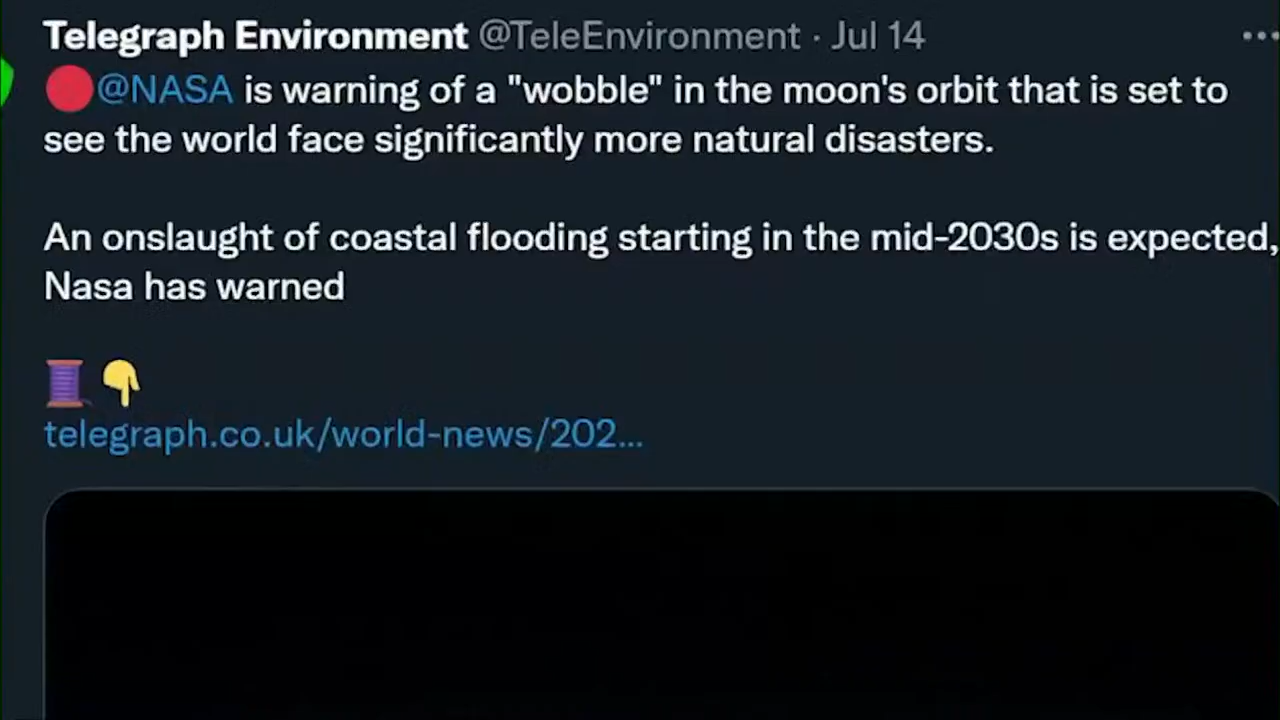 Telegraph Environment @TeleEnvironment · Jul 14
@NASA is warning of a "wobble" in the moon's orbit that is set to
see the world face significantly more natural disasters.
An onslaught of coastal flooding starting in the mid-2030s is expected,
Nasa has warned
telegraph.co.uk/world-news/202...